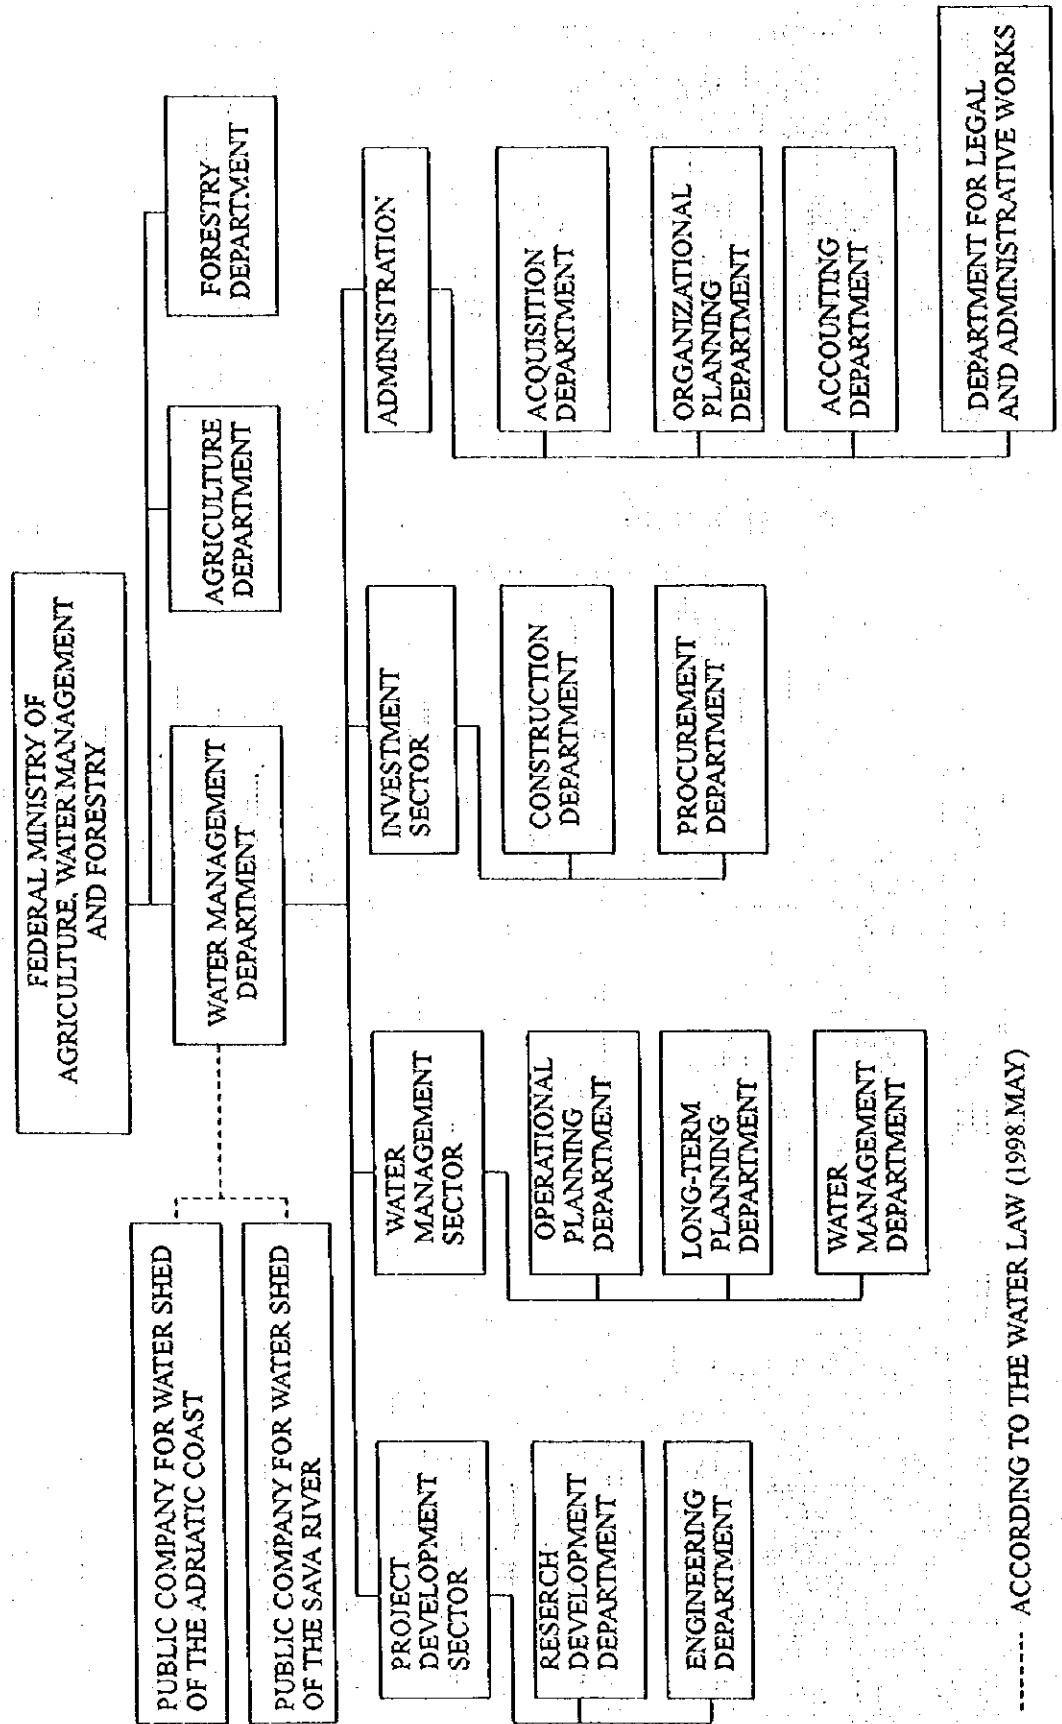 FEDERAL MINISTRY OF
AGRICULTURE, WATER MANAGEMENT
AND FORESTRY
PUBLIC COMPANY FOR WATER SHED
OF THE ADRIATIC COAST
PUBLIC COMPANY FOR WATER SHED
OF THE SAVA RIVER
WATER MANAGEMENT
DEPARTMENT
AGRICULTURE
DEPARTMENT
FORESTRY
DEPARTMENT
PROJECT
DEVELOPMENT
SECTOR
RESERCH
DEVELOPMENT
DEPARTMENT
ENGINEERING
DEPARTMENT
WATER
MANAGEMENT
SECTOR
OPERATIONAL
PLANNING
DEPARTMENT
LONG-TERM
PLANNING
DEPARTMENT
WATER
MANAGEMENT
DEPARTMENT
INVESTMENT
SECTOR
CONSTRUCTION
DEPARTMENT
PROCUREMENT
DEPARTMENT
ADMINISTRATION
ACQUISITION
DEPARTMENT
ORGANIZATIONAL
PLANNING
DEPARTMENT
ACCOUNTING
DEPARTMENT
DEPARTMENT FOR LEGAL
AND ADMINISTRATIVE WORKS
------ ACCORDING TO THE WATER LAW (1998.MAY)